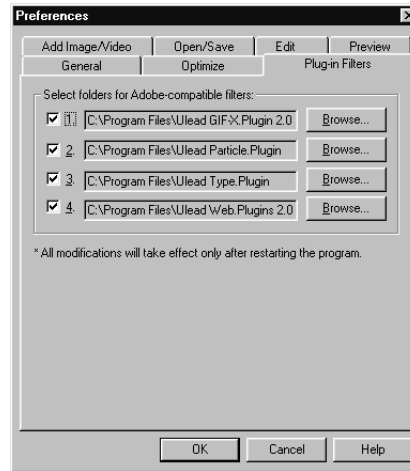 Preferences
Add Image/Video Open/Save Edit Preview
General Optimize Plug-in Filters
Select folders for Adobe-compatible filters:
1. C:\Program Files\Ulead GIF-X.Plugin 2.0 Browse...
2. C:\Program Files\Ulead Particle.Plugin Browse...
3. C:\Program Files\Ulead Type.Plugin Browse...
4. C:\Program Files\Ulead Web.Plugins 2.0 Browse...
* All modifications will take effect only after restarting the program.
OK Cancel Help